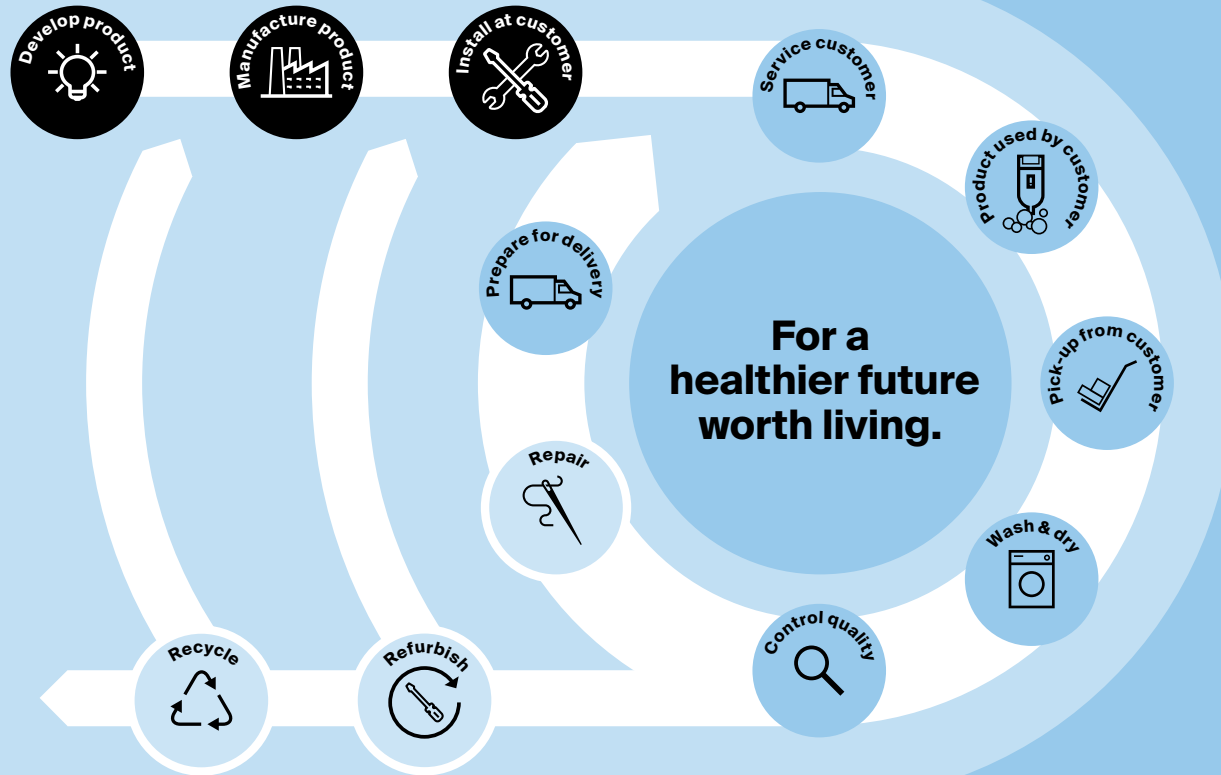 Develop product
Manufacture product
Install at customer
Service customer
Product used by customer
Pick-up from customer
Wash & dry
Control quality
Repair
Prepare for delivery
Refurbish
Recycle
For a
healthier future
worth living.